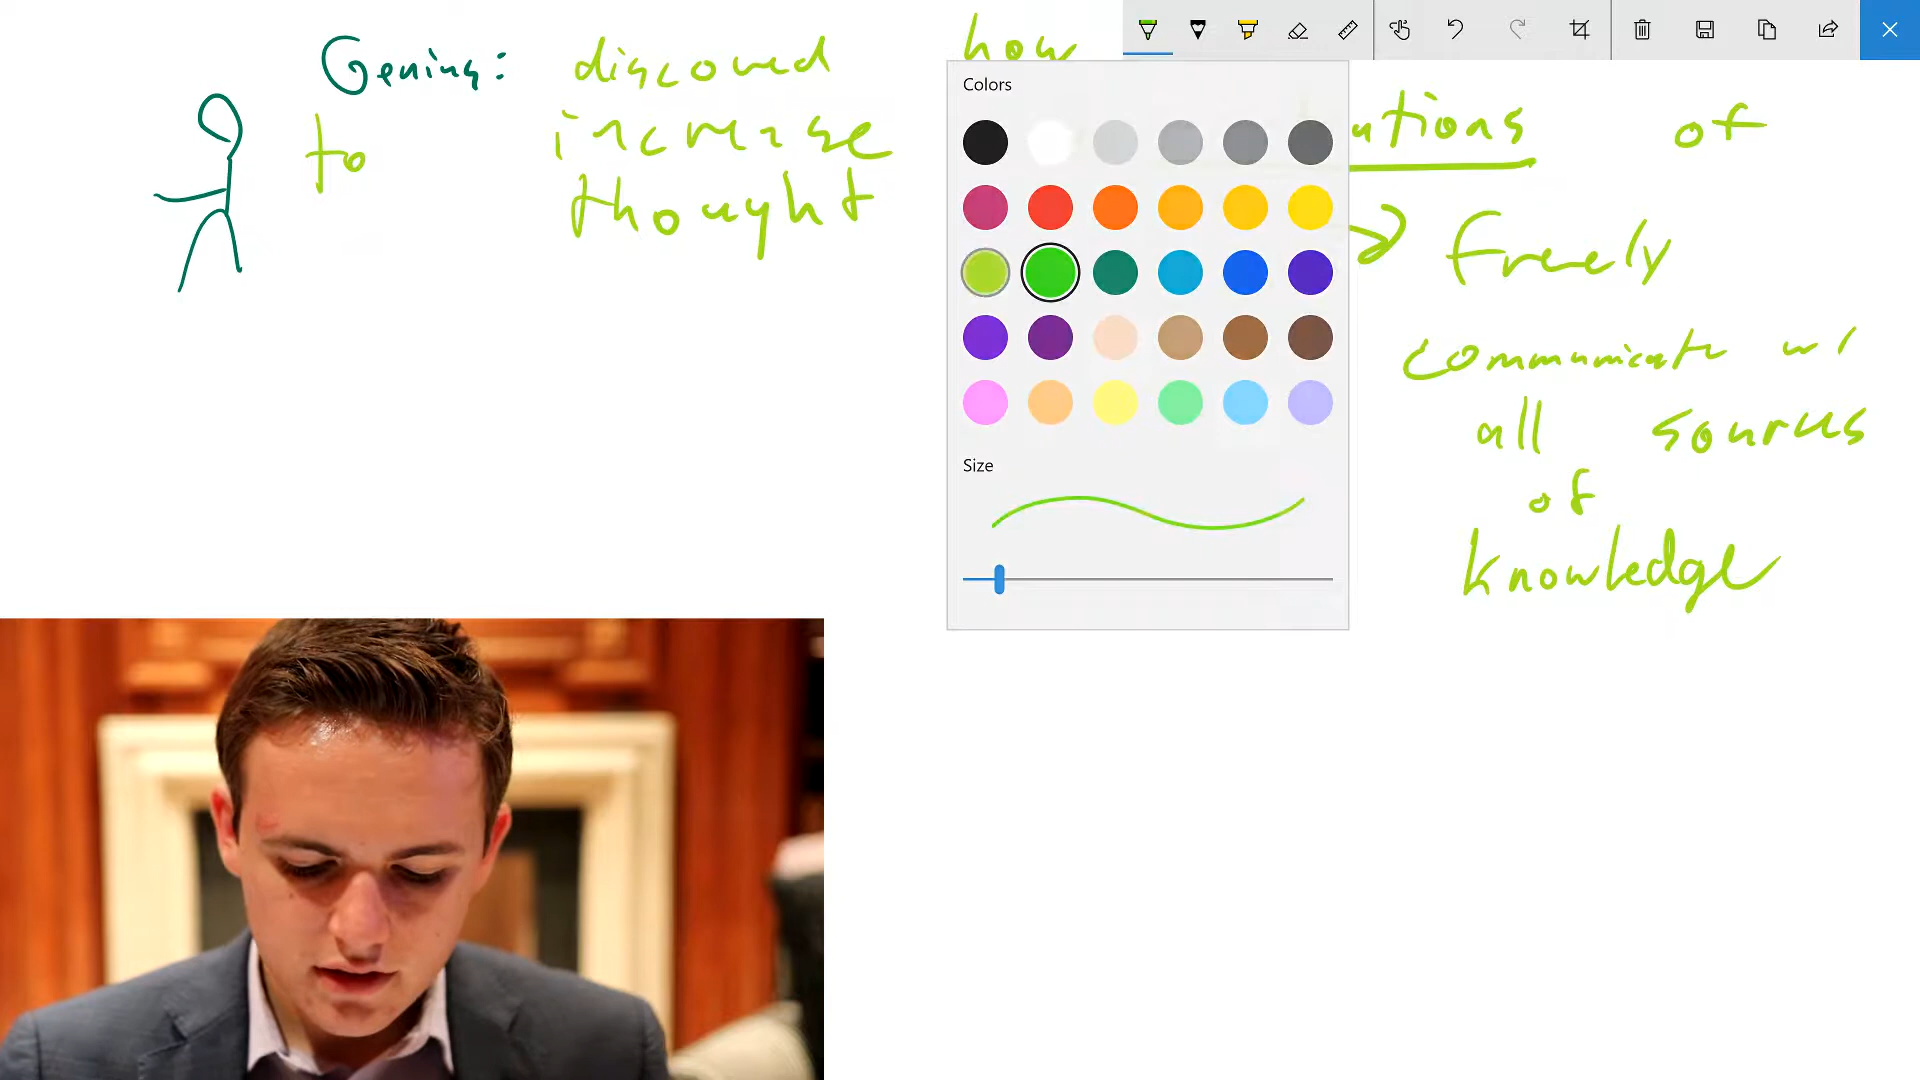 Genius: discovered how
to increase
thought
utions of
→ freely
communicate w/
all sources
of
knowledge
Colors
Size